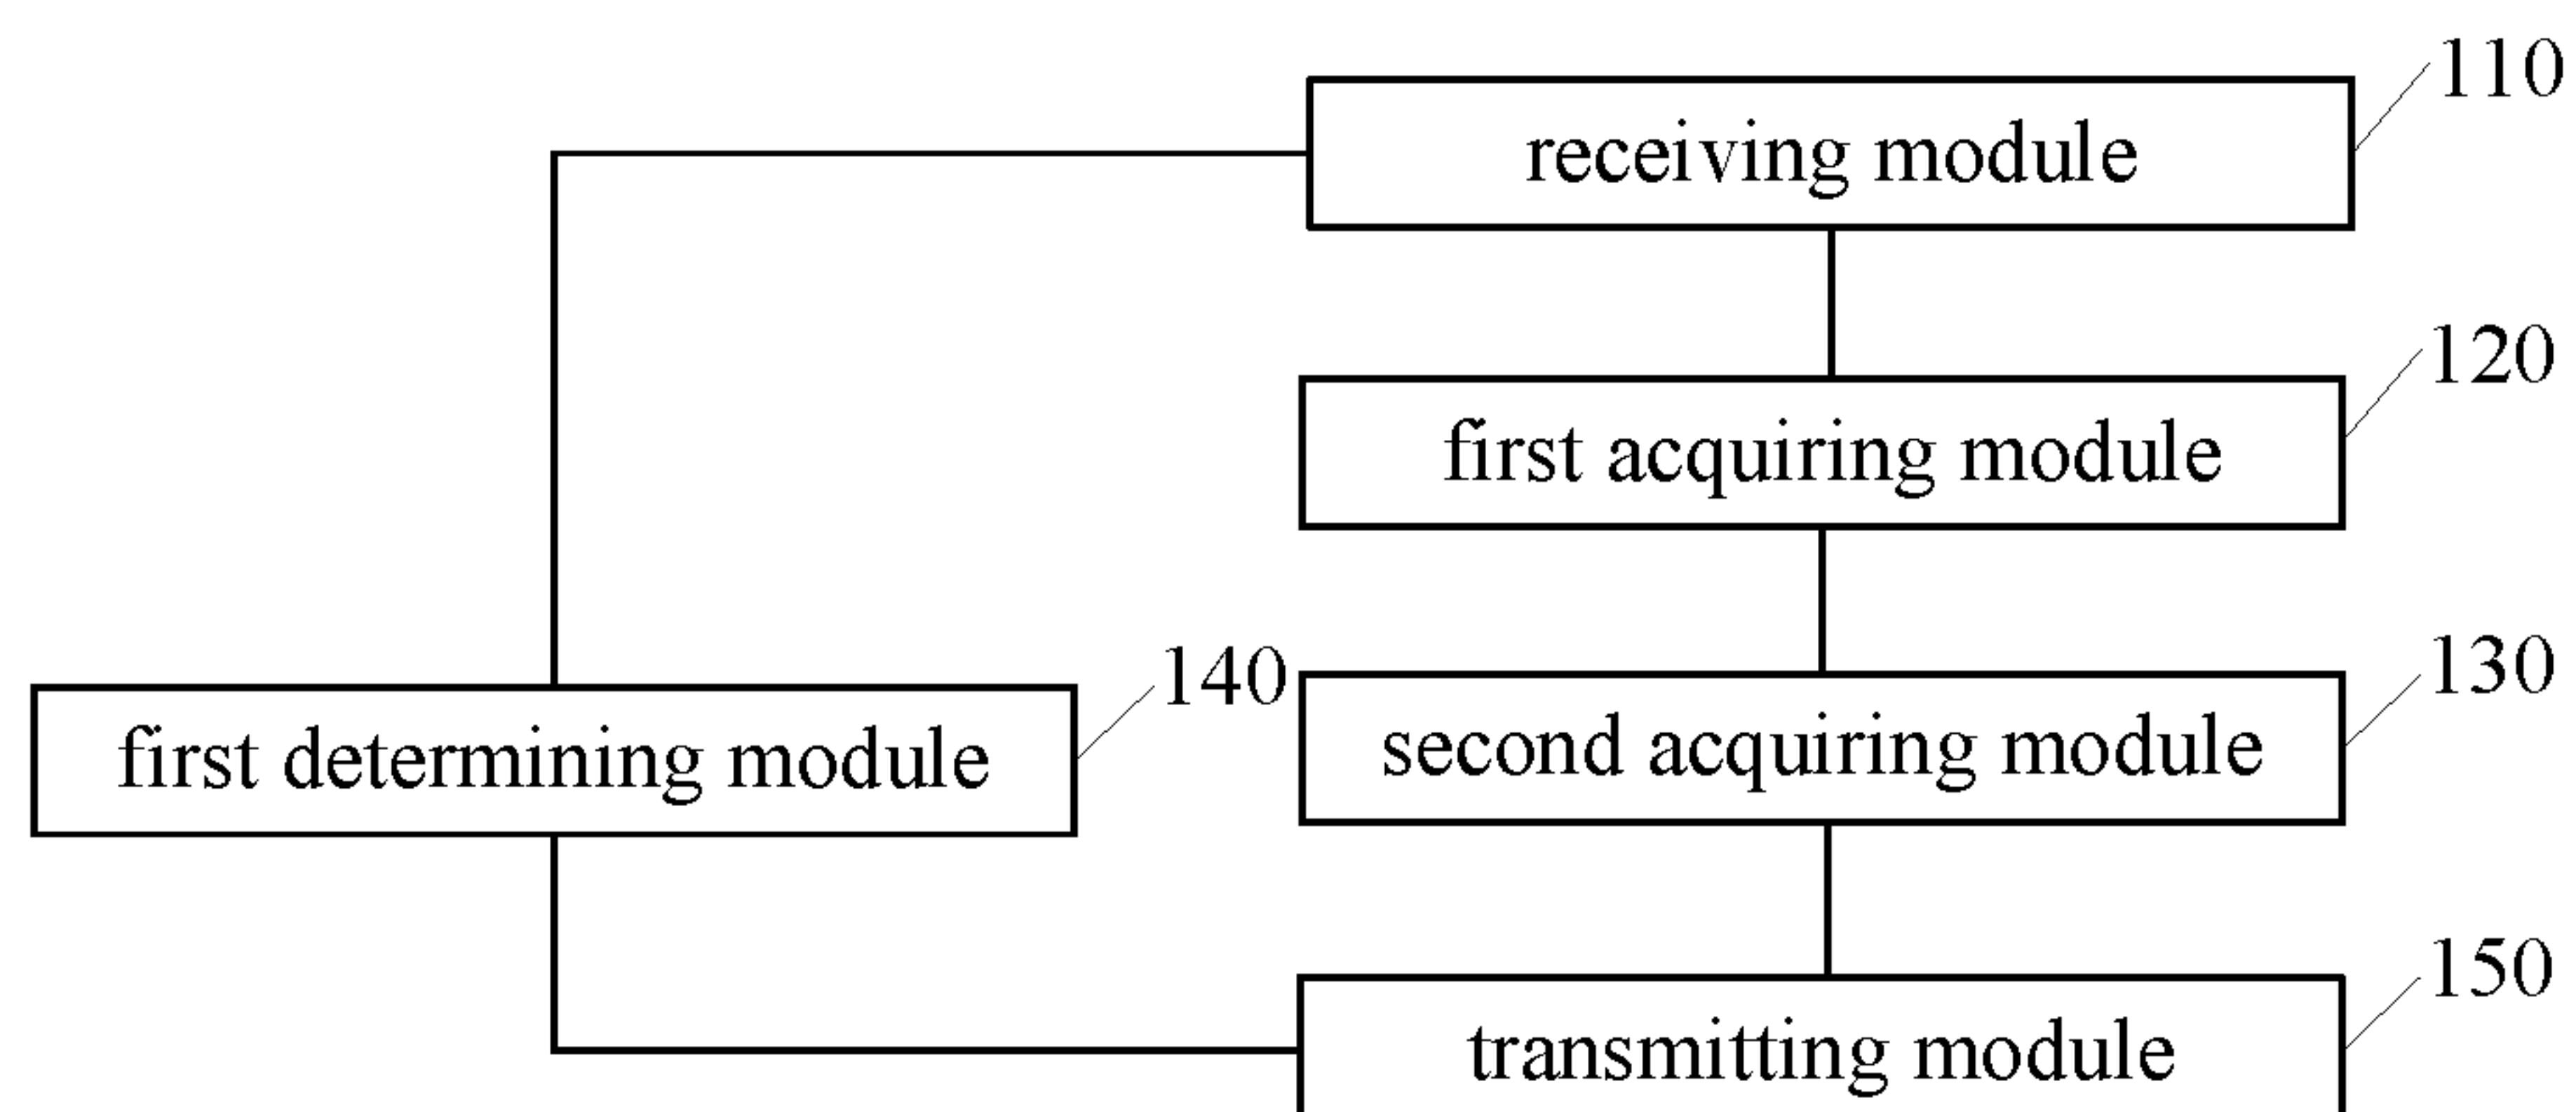 110
receiving module
120
first acquiring module
130
140
second acquiring module
first determining module
150
transmitting module